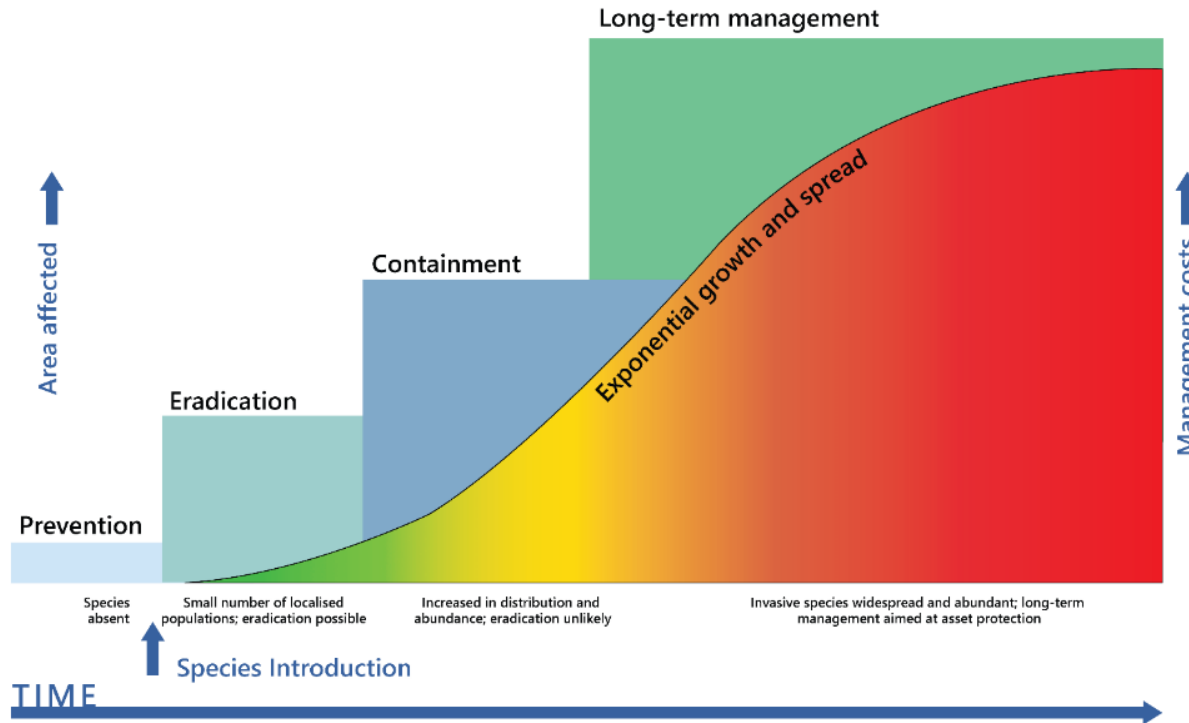 Long-term management
Area affected
Management costs
Exponential growth and spread
Containment
Eradication
Prevention
Species
absent
Small number of localised
populations; eradication possible
Increased in distribution and
abundance; eradication unlikely
Invasive species widespread and abundant; long-term
management aimed at asset protection
Species Introduction
TIME